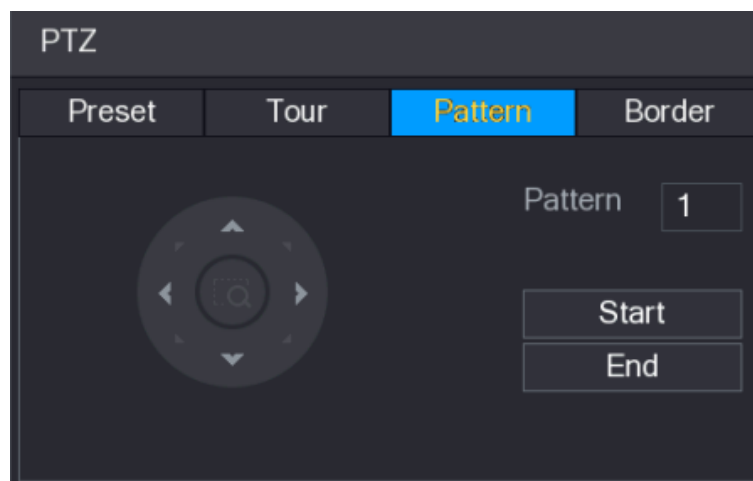 PTZ
Preset Tour Pattern Border
Pattern 1
Start
End